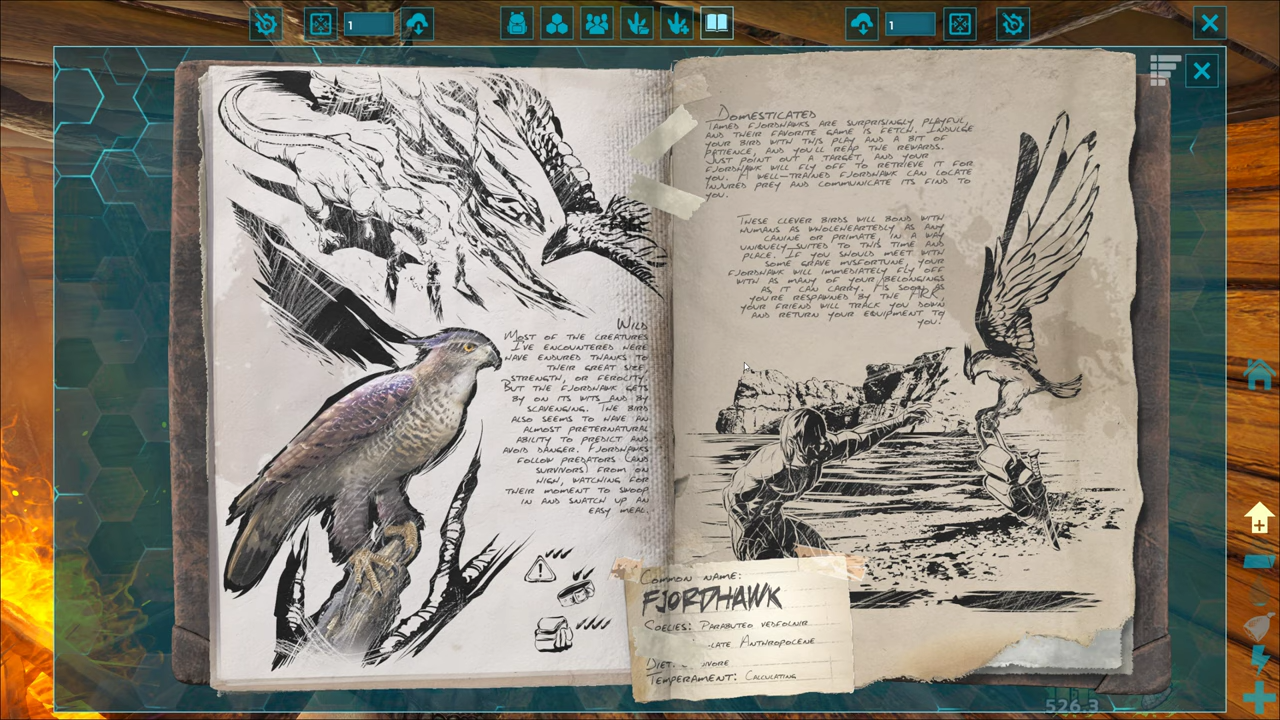 1
1
Wild
Most of the creatures
I've encountered here
have endured thanks to
their great size,
strength, or ferocity,
but the Fjordhawk gets
by on its wits and by
scavenging. The bird
also seems to have an
almost preternatural
ability to predict and
avoid danger. Fjordhawks
follow predators (and
survivors) from on
high, watching for
their moment to swoop
in and snatch up an
easy meal.
Domesticated
Tamed Fjordhawks are surprisingly playful,
and their favorite game is fetch. Indulge
your bird with this play and a bit of
patience, and you'll reap the rewards.
Just point out a target, and your
Fjordhawk will fly off to retrieve it for
you. A well-trained Fjordhawk can locate
injured prey and communicate its find to
you.
These clever birds will bond with
humans as wholeheartedly as any
canine or primate, in a way
uniquely suited to this time and
place. If you should meet with
some grave misfortune, your
Fjordhawk will immediately fly off
with as many of your belongings
as it can carry. As soon as
you're respawned by the ARK,
your friend will track you down
and return your equipment to
you.
Common name:
FJORDHAWK
Parabuteo vedfolnir
late Anthropocene
Diet: vore
Temperament: Calculating
526.3